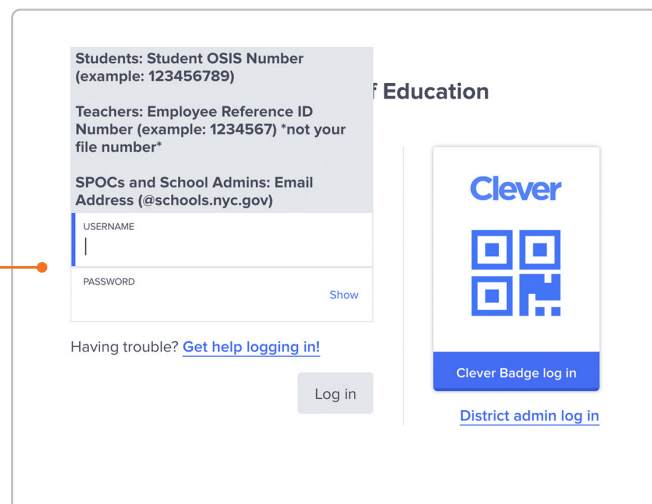 Students: Student OSIS Number
(example: 123456789)
Teachers: Employee Reference ID
Number (example: 1234567) *not your
file number*
SPOCs and School Admins: Email
Address (@schools.nyc.gov)
Education
USERNAME
PASSWORD
Show
Having trouble? Get help logging in!
Log in
Clever
Clever Badge log in
District admin log in